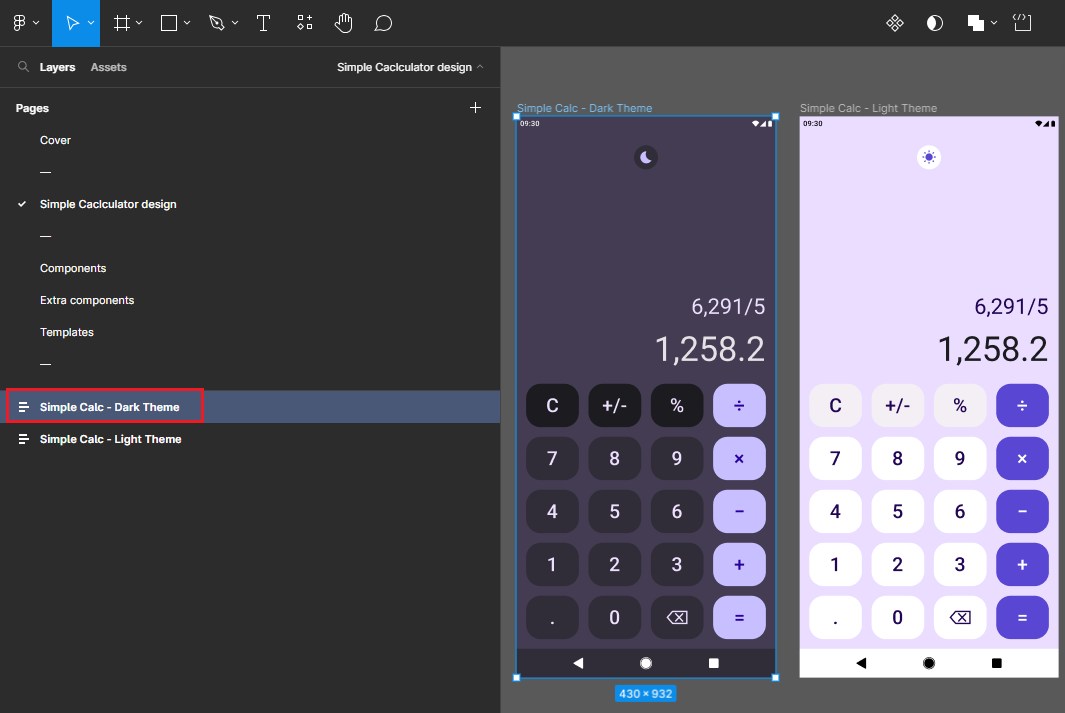 Layers Assets Simple Caclculator design
Pages
Cover
—
Simple Caclculator design
—
Components
Extra components
Templates
—
Simple Calc - Dark Theme
Simple Calc - Light Theme
Simple Calc - Dark Theme
09:30
6,291/5
1,258.2
C +/- % ÷
7 8 9 ×
4 5 6 −
1 2 3 +
. 0 =
430 × 932
Simple Calc - Light Theme
09:30
6,291/5
1,258.2
C +/- % ÷
7 8 9 ×
4 5 6 −
1 2 3 +
. 0 =